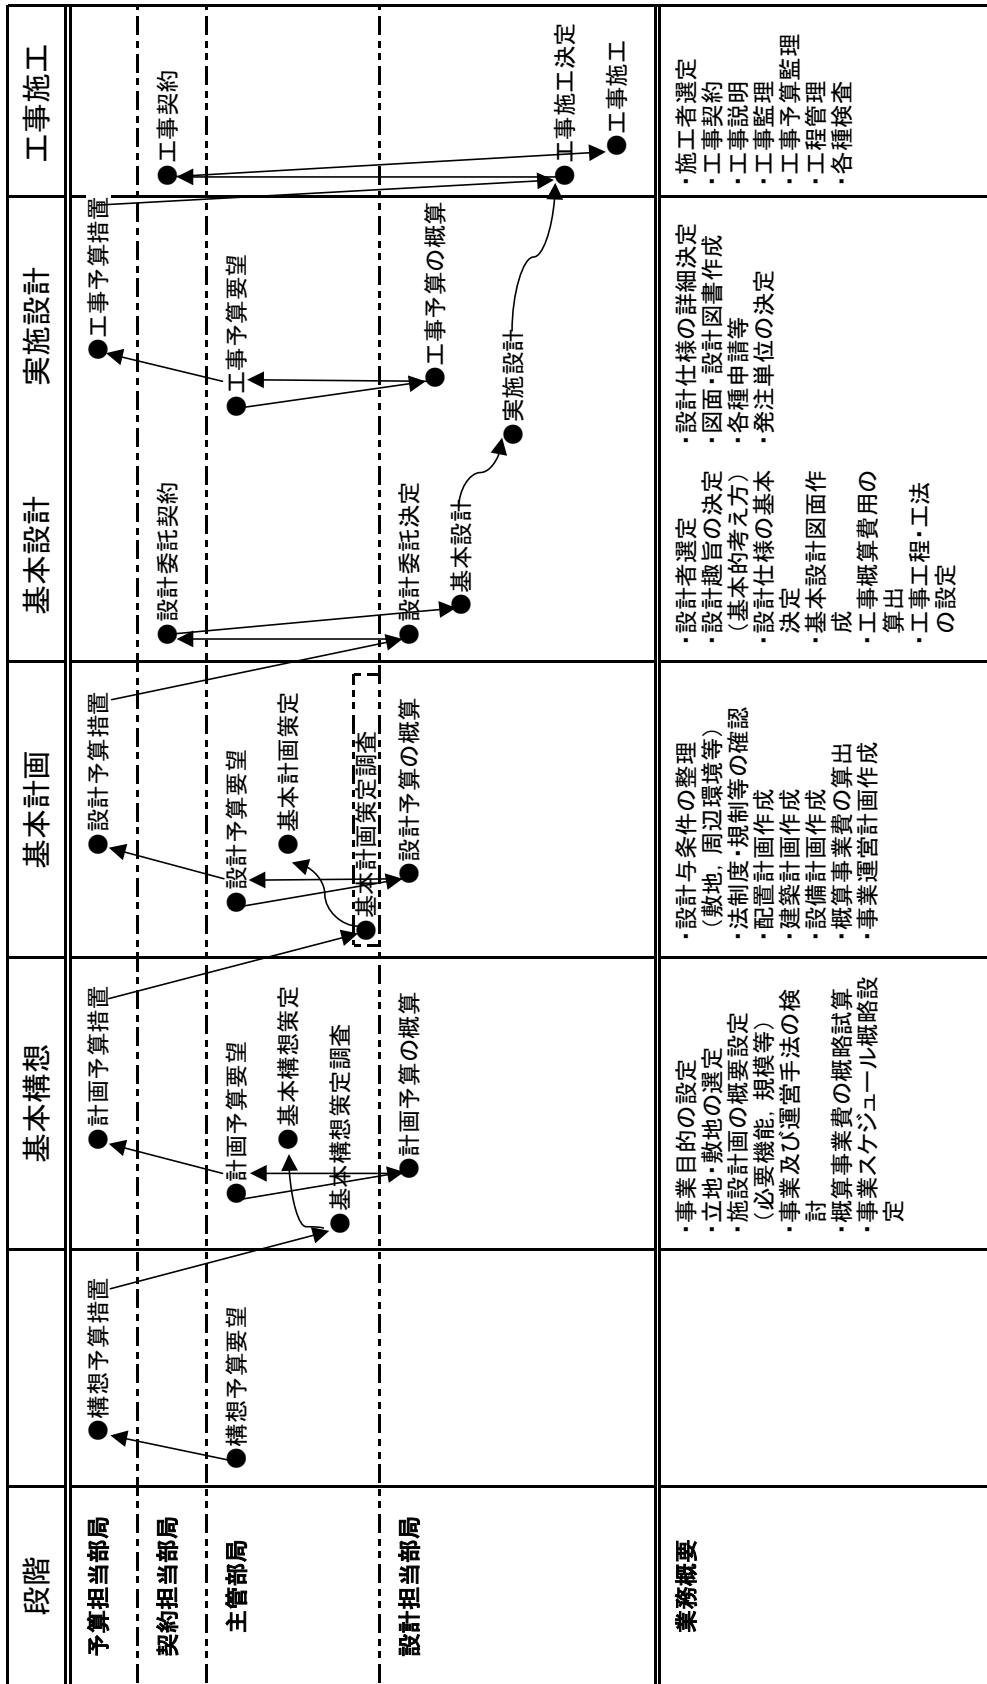 段階
基本構想
基本計画
基本設計
実施設計
工事施工
予算担当部局
●構想予算措置
●計画予算措置
●設計予算措置
●工事予算措置
契約担当部局
●設計委託契約
●工事契約
主管部局
●構想予算要望
●計画予算要望
●設計予算要望
●工事予算要望
●基本構想策定
●基本計画策定
●基本構想策定調査
●基本計画策定調査
設計担当部局
●計画予算の概算
●設計予算の概算
●設計委託決定
●工事予算の概算
●基本設計
●実施設計
●工事施工決定
●工事施工
業務概要
・事業目的の設定
・立地・敷地の選定
・施設計画の概要設定
（必要機能，規模等）
・事業及び運営手法の検
討
・概算事業費の概略試算
・事業スケジュール概略設
定
・設計与条件の整理
（敷地，周辺環境等）
・法制度・規制等の確認
・配置計画作成
・建築計画作成
・設備計画作成
・概算事業費の算出
・事業運営計画作成
・設計者選定
・設計趣旨の決定
（基本的考え方）
・設計仕様の基本
決定
・基本設計図面作
成
・工事概算費用の
算出
・工事工程・工法
の設定
・設計仕様の詳細決定
・図面・設計図書作成
・各種申請等
・発注単位の決定
・施工者選定
・工事契約
・工事説明
・工事監理
・工事予算監理
・工程管理
・各種検査